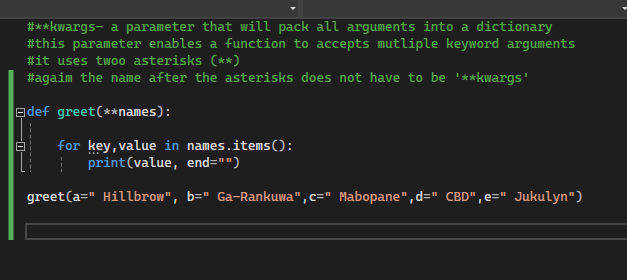 #**kwargs- a parameter that will pack all arguments into a dictionary
#this parameter enables a function to accepts mutliple keyword arguments
#it uses twoo asterisks (**)
#agaim the name after the asterisks does not have to be '**kwargs'
def greet(**names):
for key,value in names.items():
print(value, end="")
greet(a=" Hillbrow", b=" Ga-Rankuwa",c=" Mabopane",d=" CBD",e=" Jukulyn")